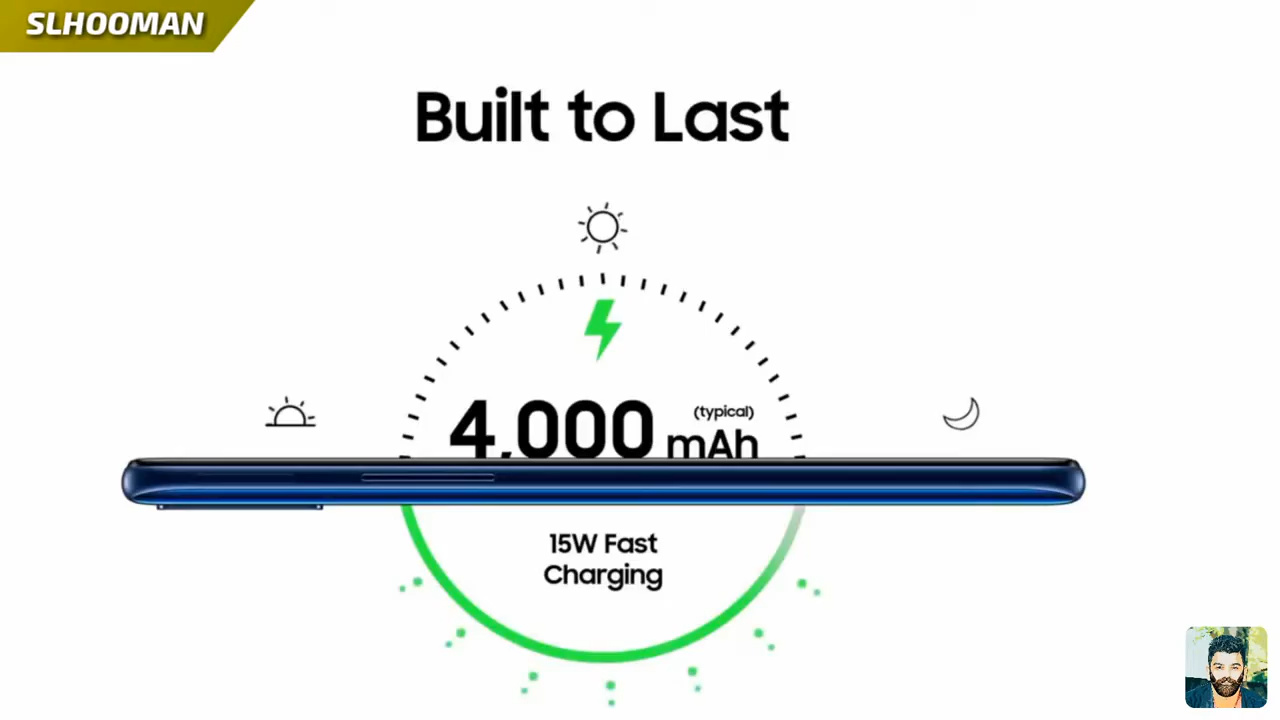 SLHOOMAN
Built to Last
4,000 (typical) mAh
15W Fast
Charging